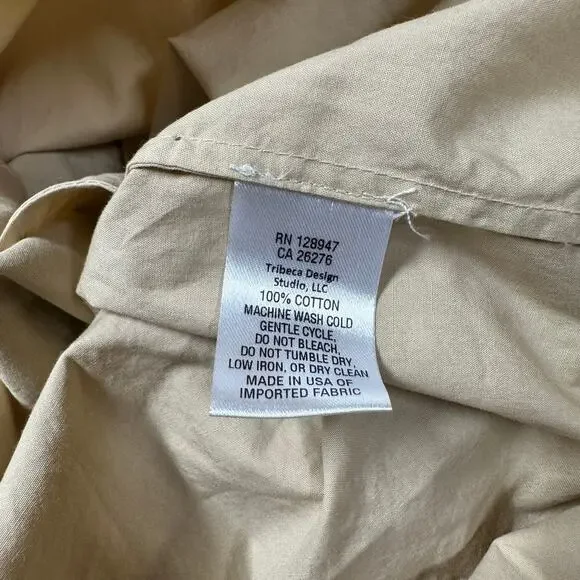 RN 128947
CA 26276
Tribeca Design
Studio, LLC
100% COTTON
MACHINE WASH COLD
GENTLE CYCLE,
DO NOT BLEACH,
DO NOT TUMBLE DRY,
LOW IRON, OR DRY CLEAN
MADE IN USA OF
IMPORTED FABRIC